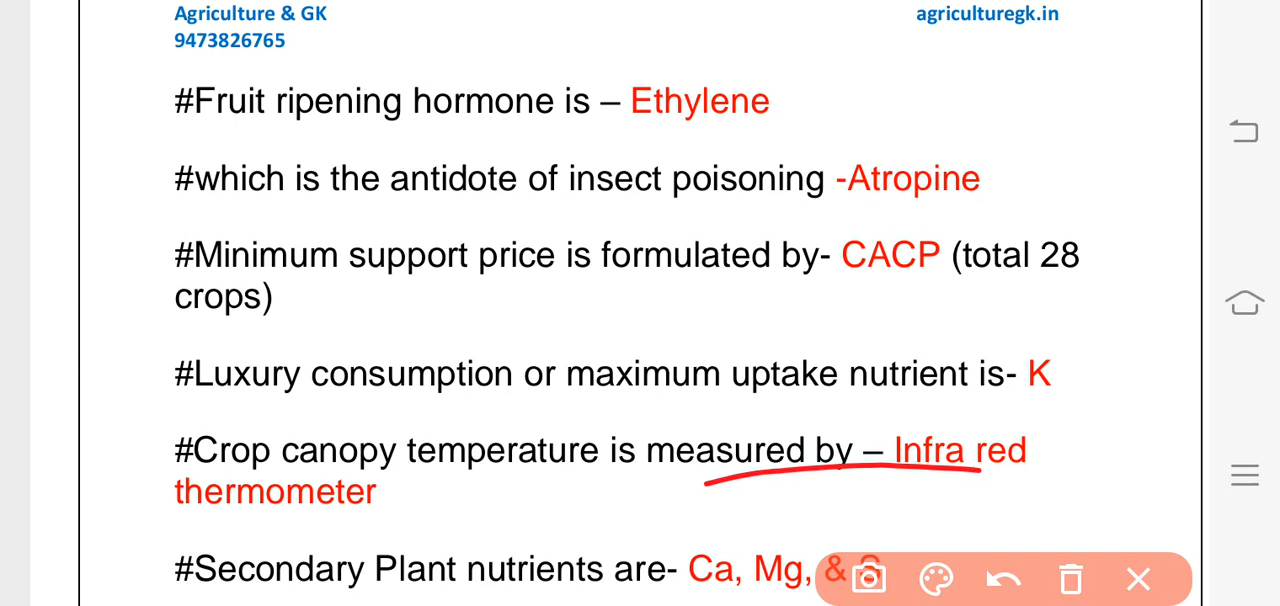 Agriculture & GK agriculturegk.in
9473826765
#Fruit ripening hormone is – Ethylene
#which is the antidote of insect poisoning -Atropine
#Minimum support price is formulated by- CACP (total 28
crops)
#Luxury consumption or maximum uptake nutrient is- K
#Crop canopy temperature is measured by – Infra red
thermometer
#Secondary Plant nutrients are- Ca, Mg, & S